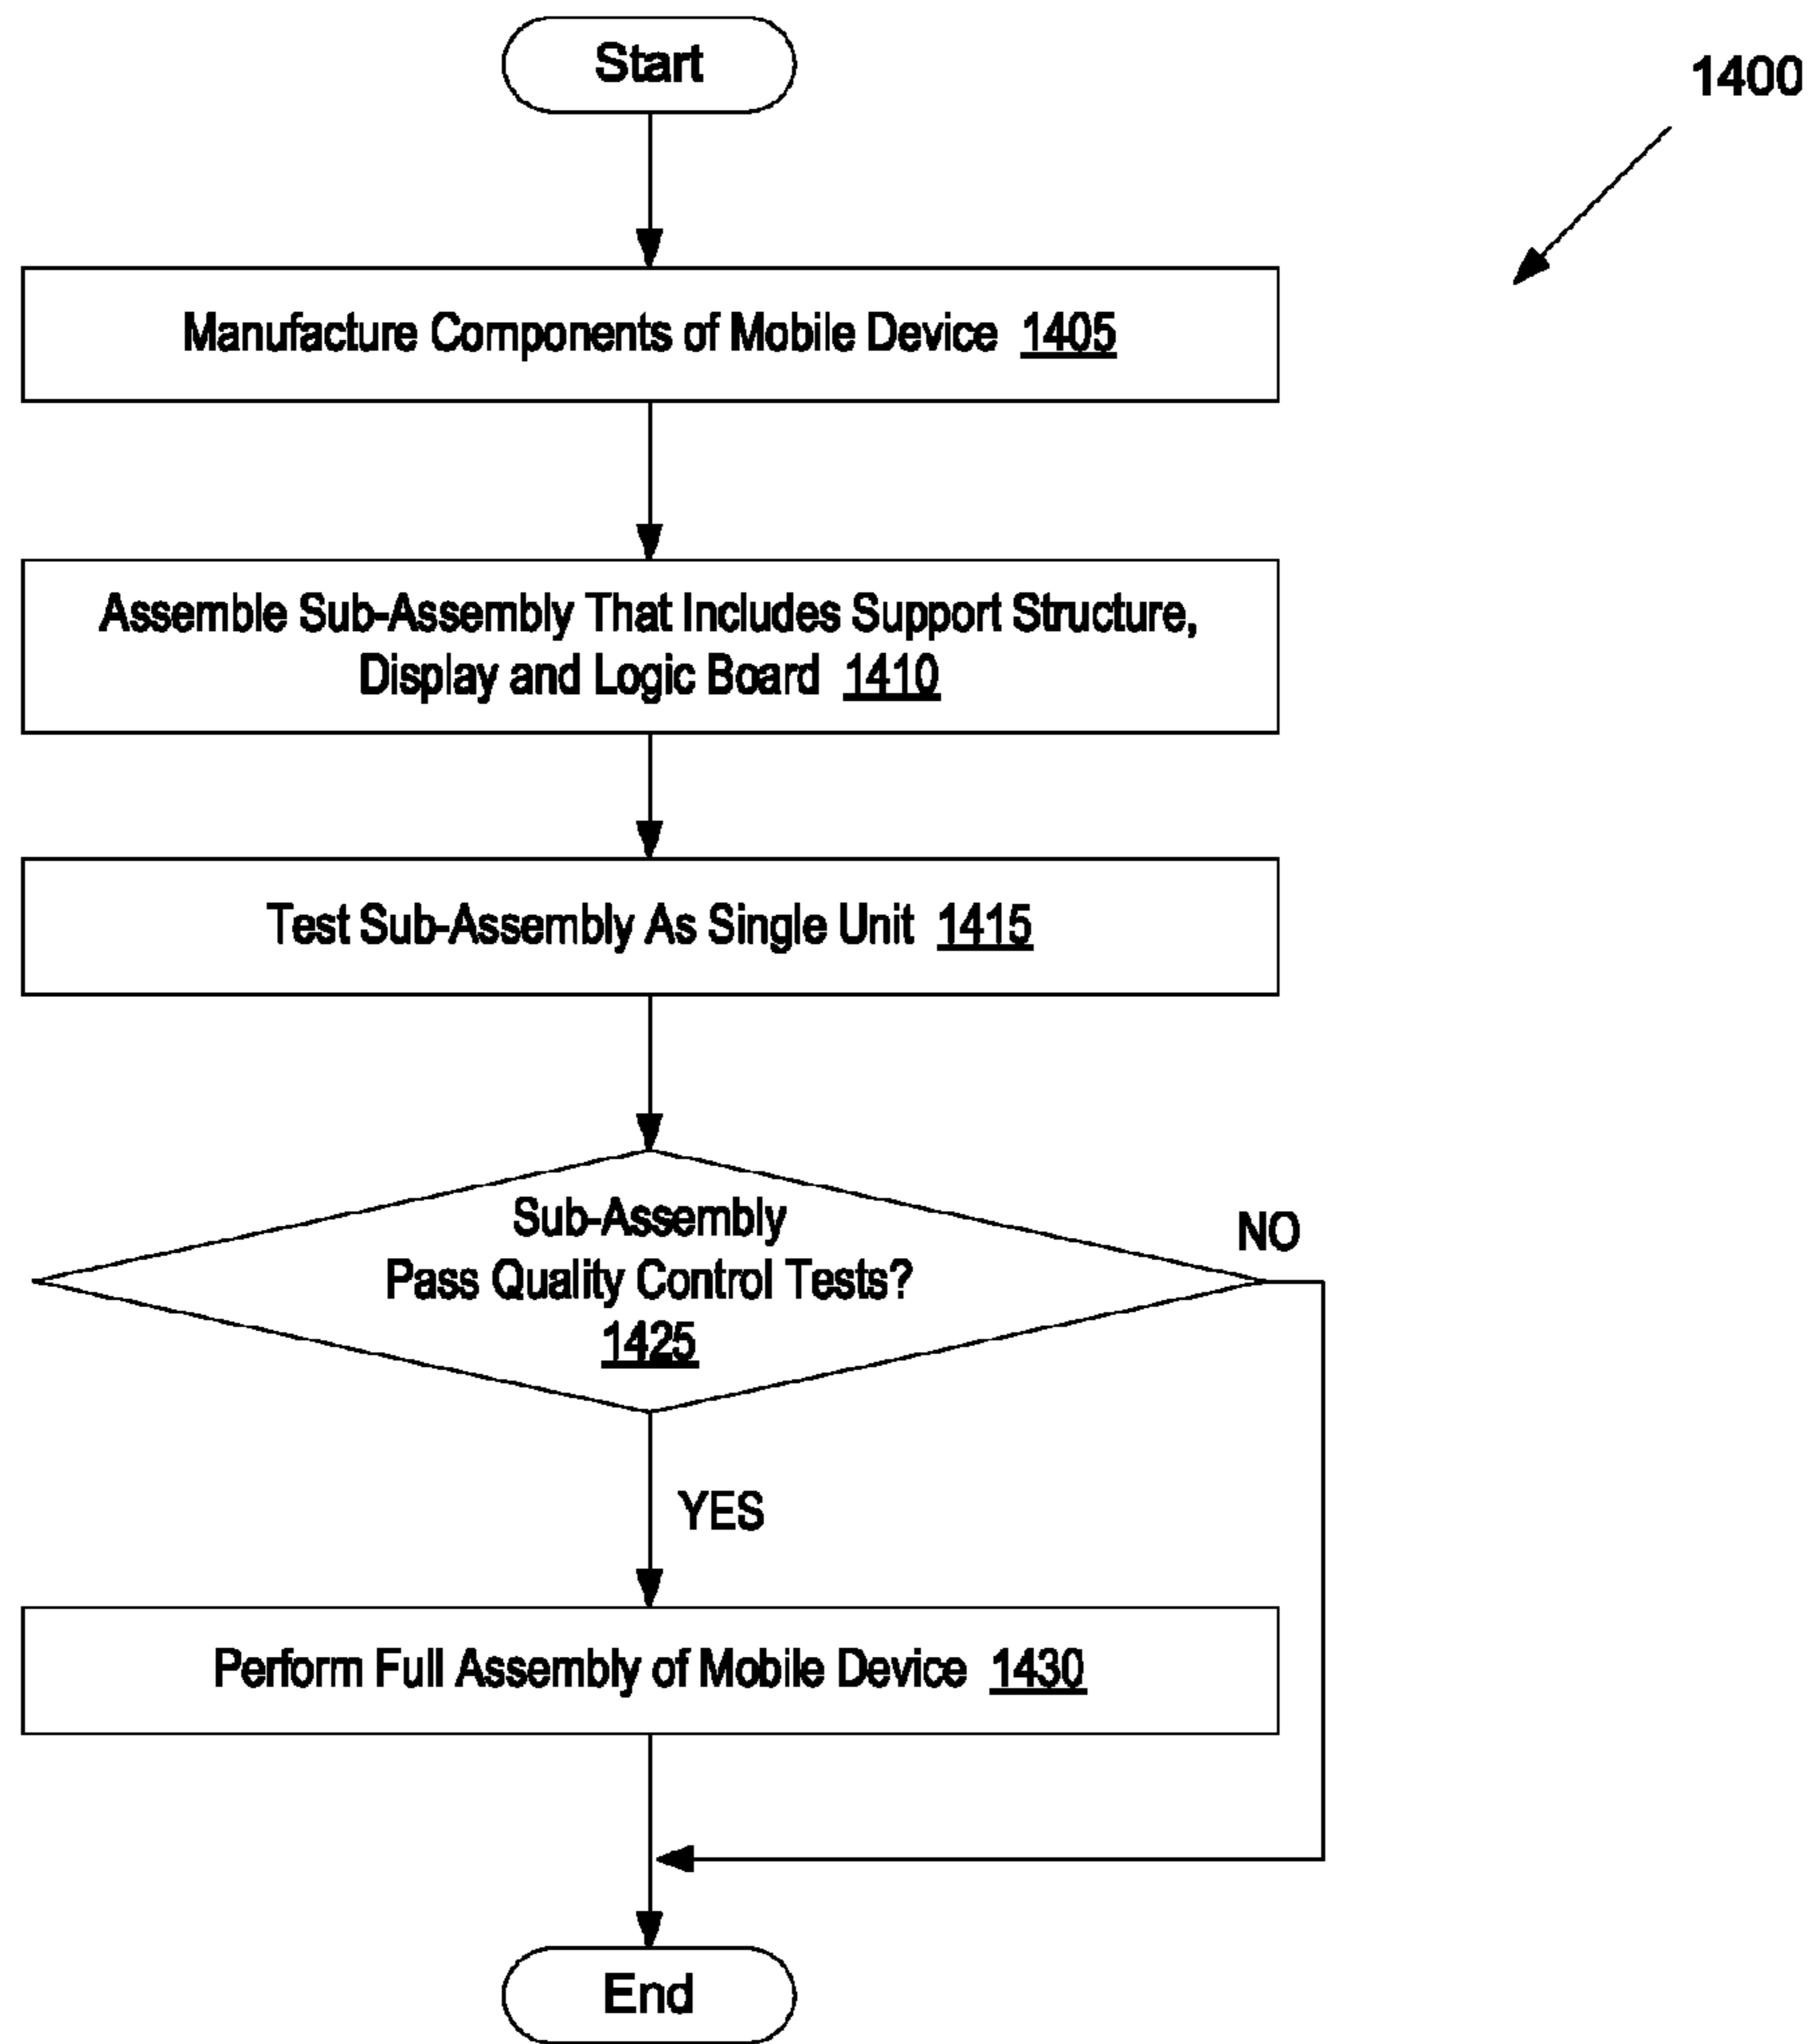 Start
1400
Manufacture Components of Mobile Device 1405
Assemble Sub-Assembly That Includes Support Structure,
Display and Logic Board 1410
Test Sub-Assembly As Single Unit 1415
Sub-Assembly
Pass Quality Control Tests?
1425
NO
YES
Perform Full Assembly of Mobile Device 1430
End